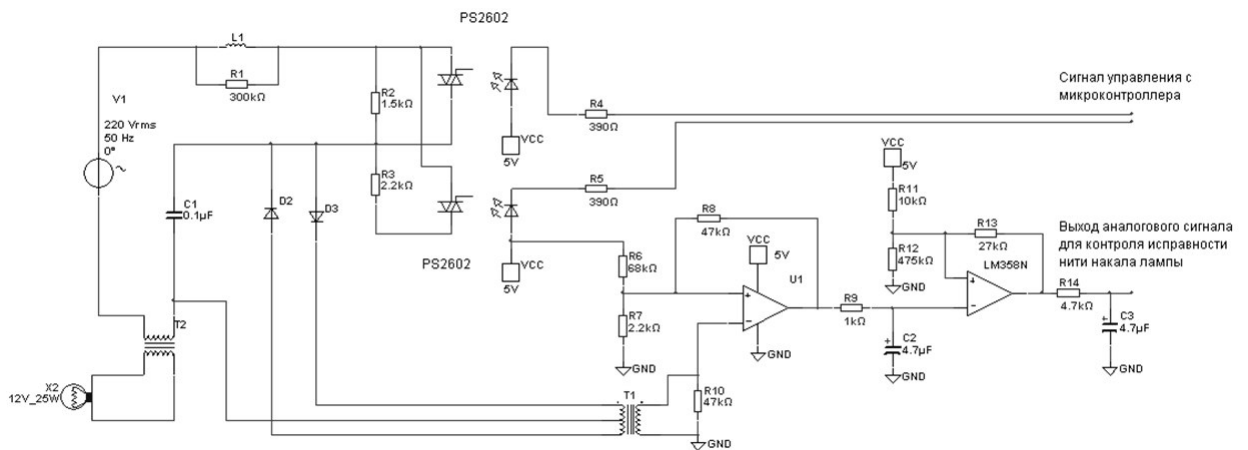 PS2602
L1
R1
300kΩ
V1
220 Vrms
50 Hz
0°
R2
1.5kΩ
R3
2.2kΩ
C1
0.1µF
D2
D3
PS2602
VCC
5V
R4
390Ω
Сигнал управления с
микроконтроллера
R5
390Ω
VCC
5V
R6
68kΩ
R7
2.2kΩ
GND
R8
47kΩ
VCC
5V
U1
GND
R9
1kΩ
C2
4.7µF
GND
VCC
5V
R11
10kΩ
R12
475kΩ
GND
R13
27kΩ
LM358N
Выход аналогового сигнала
для контроля исправности
нити накала лампы
R14
4.7kΩ
C3
4.7µF
GND
T2
X2
12V_25W
T1
R10
47kΩ
GND